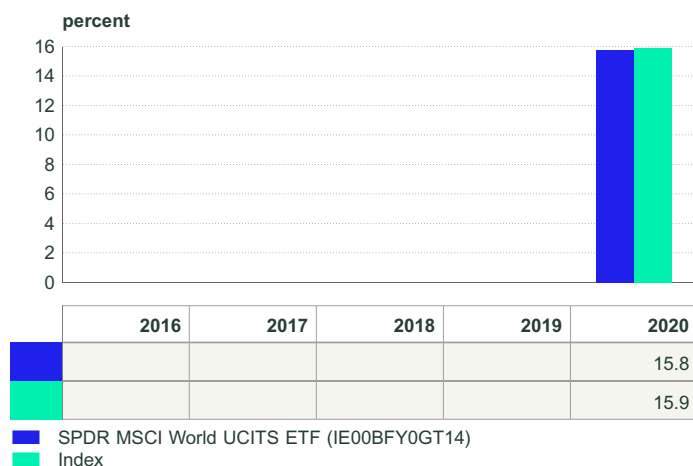 percent
16
14
12
10
8
6
4
2
0
2016 2017 2018 2019 2020
15.8
15.9
SPDR MSCI World UCITS ETF (IE00BFY0GT14)
Index